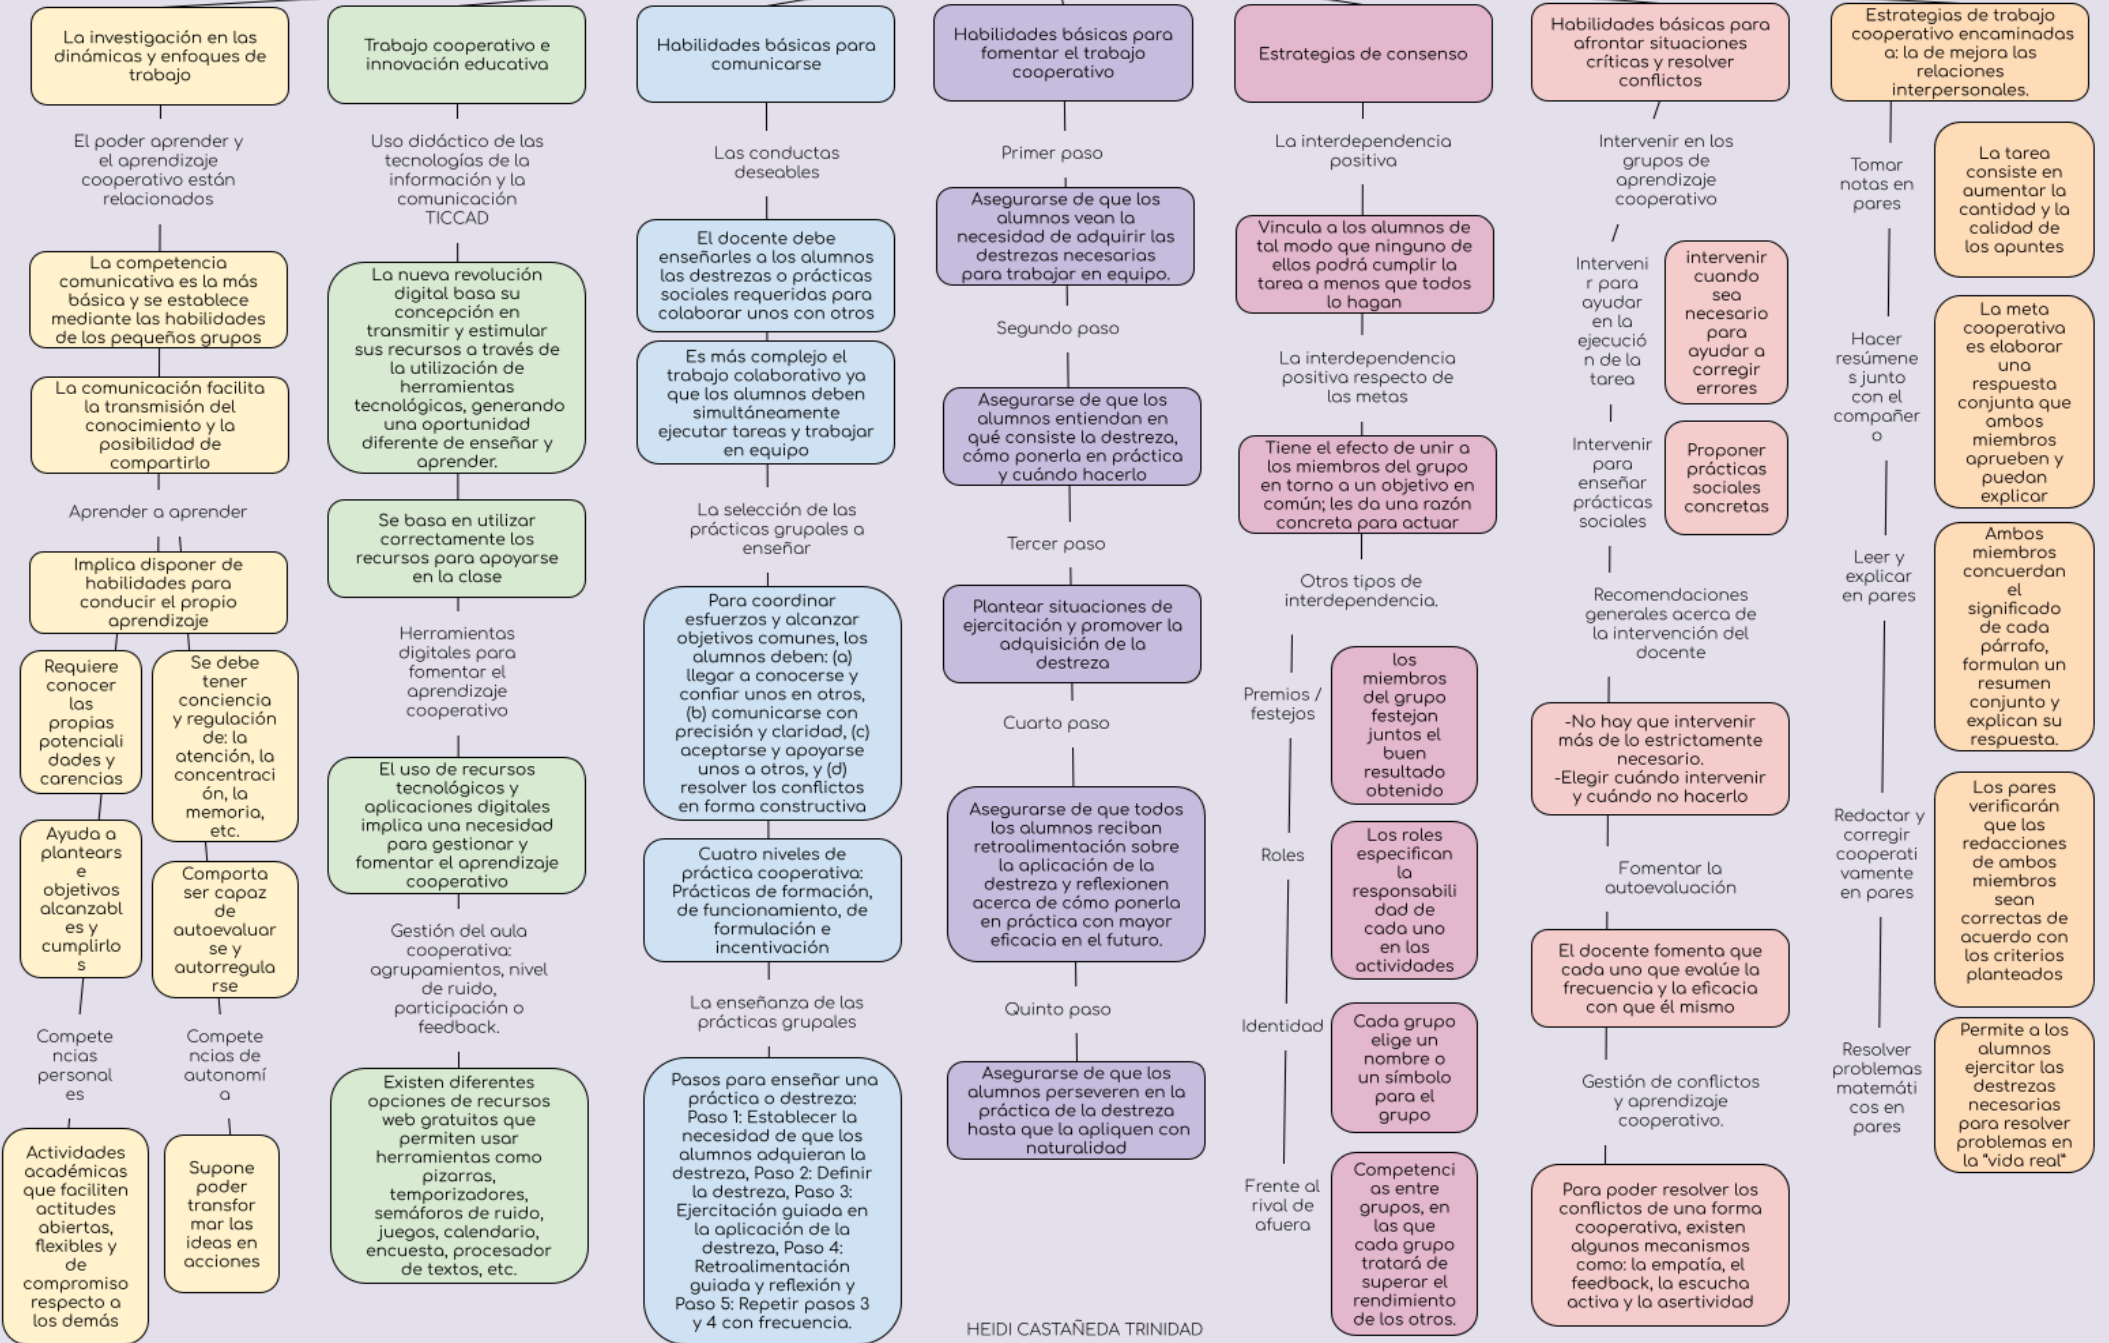 La investigación en las
dinámicas y enfoques de
trabajo
El poder aprender y
el aprendizaje
cooperativo están
relacionados
La competencia
comunicativa es la más
básica y se establece
mediante las habilidades
de los pequeños grupos
La comunicación facilita
la transmisión del
conocimiento y la
posibilidad de
compartirlo
Aprender a aprender
Implica disponer de
habilidades para
conducir el propio
aprendizaje
Requiere
conocer
las
propias
potenciali
dades y
carencias
Ayuda a
plantears
e
objetivos
alcanzabl
es y
cumplirlo
s
Compete
ncias
personal
es
Actividades
académicas
que faciliten
actitudes
abiertas,
flexibles y
de
compromiso
respecto a
los demás
Se debe
tener
conciencia
y regulación
de: la
atención, la
concentraci
ón, la
memoria,
etc.
Comporta
ser capaz
de
autoevaluar
se y
autorregula
rse
Compete
ncias de
autonomí
a
Supone
poder
transfor
mar las
ideas en
acciones
Trabajo cooperativo e
innovación educativa
Uso didáctico de las
tecnologías de la
información y la
comunicación
TICCAD
La nueva revolución
digital basa su
concepción en
transmitir y estimular
sus recursos a través de
la utilización de
herramientas
tecnológicas, generando
una oportunidad
diferente de enseñar y
aprender.
Se basa en utilizar
correctamente los
recursos para apoyarse
en la clase
Herramientas
digitales para
fomentar el
aprendizaje
cooperativo
El uso de recursos
tecnológicos y
aplicaciones digitales
implica una necesidad
para gestionar y
fomentar el aprendizaje
cooperativo
Gestión del aula
cooperativa:
agrupamientos, nivel
de ruido,
participación o
feedback.
Existen diferentes
opciones de recursos
web gratuitos que
permiten usar
herramientas como
pizarras,
temporizadores,
semáforos de ruido,
juegos, calendario,
encuesta, procesador
de textos, etc.
Habilidades básicas para
comunicarse
Las conductas
deseables
El docente debe
enseñarles a los alumnos
las destrezas o prácticas
sociales requeridas para
colaborar unos con otros
Es más complejo el
trabajo colaborativo ya
que los alumnos deben
simultáneamente
ejecutar tareas y trabajar
en equipo
La selección de las
prácticas grupales a
enseñar
Para coordinar
esfuerzos y alcanzar
objetivos comunes, los
alumnos deben: (a)
llegar a conocerse y
confiar unos en otros,
(b) comunicarse con
precisión y claridad, (c)
aceptarse y apoyarse
unos a otros, y (d)
resolver los conflictos
en forma constructiva
Cuatro niveles de
práctica cooperativa:
Prácticas de formación,
de funcionamiento, de
formulación e
incentivación
La enseñanza de las
prácticas grupales
Pasos para enseñar una
práctica o destreza:
Paso 1: Establecer la
necesidad de que los
alumnos adquieran la
destreza, Paso 2: Definir
la destreza, Paso 3:
Ejercitación guiada en
la aplicación de la
destreza, Paso 4:
Retroalimentación
guiada y reflexión y
Paso 5: Repetir pasos 3
y 4 con frecuencia.
Habilidades básicas para
fomentar el trabajo
cooperativo
Primer paso
Asegurarse de que los
alumnos vean la
necesidad de adquirir las
destrezas necesarias
para trabajar en equipo.
Segundo paso
Asegurarse de que los
alumnos entiendan en
qué consiste la destreza,
cómo ponerla en práctica
y cuándo hacerlo
Tercer paso
Plantear situaciones de
ejercitación y promover la
adquisición de la
destreza
Cuarto paso
Asegurarse de que todos
los alumnos reciban
retroalimentación sobre
la aplicación de la
destreza y reflexionen
acerca de cómo ponerla
en práctica con mayor
eficacia en el futuro.
Quinto paso
Asegurarse de que los
alumnos perseveren en la
práctica de la destreza
hasta que la apliquen con
naturalidad
Estrategias de consenso
La interdependencia
positiva
Vincula a los alumnos de
tal modo que ninguno de
ellos podrá cumplir la
tarea a menos que todos
lo hagan
La interdependencia
positiva respecto de
las metas
Tiene el efecto de unir a
los miembros del grupo
en torno a un objetivo en
común; les da una razón
concreta para actuar
Otros tipos de
interdependencia.
Premios /
festejos
los
miembros
del grupo
festejan
juntos el
buen
resultado
obtenido
Roles
Los roles
especifican
la
responsabili
dad de
cada uno
en las
actividades
Identidad
Cada grupo
elige un
nombre o
un símbolo
para el
grupo
Frente al
rival de
afuera
Competenci
as entre
grupos, en
las que
cada grupo
tratará de
superar el
rendimiento
de los otros.
Habilidades básicas para
afrontar situaciones
críticas y resolver
conflictos
Intervenir en los
grupos de
aprendizaje
cooperativo
Interveni
r para
ayudar
en la
ejecució
n de la
tarea
intervenir
cuando
sea
necesario
para
ayudar a
corregir
errores
Intervenir
para
enseñar
prácticas
sociales
Proponer
prácticas
sociales
concretas
Recomendaciones
generales acerca de
la intervención del
docente
-No hay que intervenir
más de lo estrictamente
necesario.
-Elegir cuándo intervenir
y cuándo no hacerlo
Fomentar la
autoevaluación
El docente fomenta que
cada uno que evalúe la
frecuencia y la eficacia
con que él mismo
Gestión de conflictos
y aprendizaje
cooperativo.
Para poder resolver los
conflictos de una forma
cooperativa, existen
algunos mecanismos
como: la empatía, el
feedback, la escucha
activa y la asertividad
Estrategias de trabajo
cooperativo encaminadas
a: la de mejora las
relaciones
interpersonales.
Tomar
notas en
pares
La tarea
consiste en
aumentar la
cantidad y la
calidad de
los apuntes
Hacer
resúmene
s junto
con el
compañer
o
La meta
cooperativa
es elaborar
una
respuesta
conjunta que
ambos
miembros
aprueben y
puedan
explicar
Leer y
explicar
en pares
Ambos
miembros
concuerdan
el
significado
de cada
párrafo,
formulan un
resumen
conjunto y
explican su
respuesta.
Redactar y
corregir
cooperati
vamente
en pares
Los pares
verificarán
que las
redacciones
de ambos
miembros
sean
correctas de
acuerdo con
los criterios
planteados
Resolver
problemas
matemáti
cos en
pares
Permite a los
alumnos
ejercitar las
destrezas
necesarias
para resolver
problemas en
la "vida real"
HEIDI CASTAÑEDA TRINIDAD